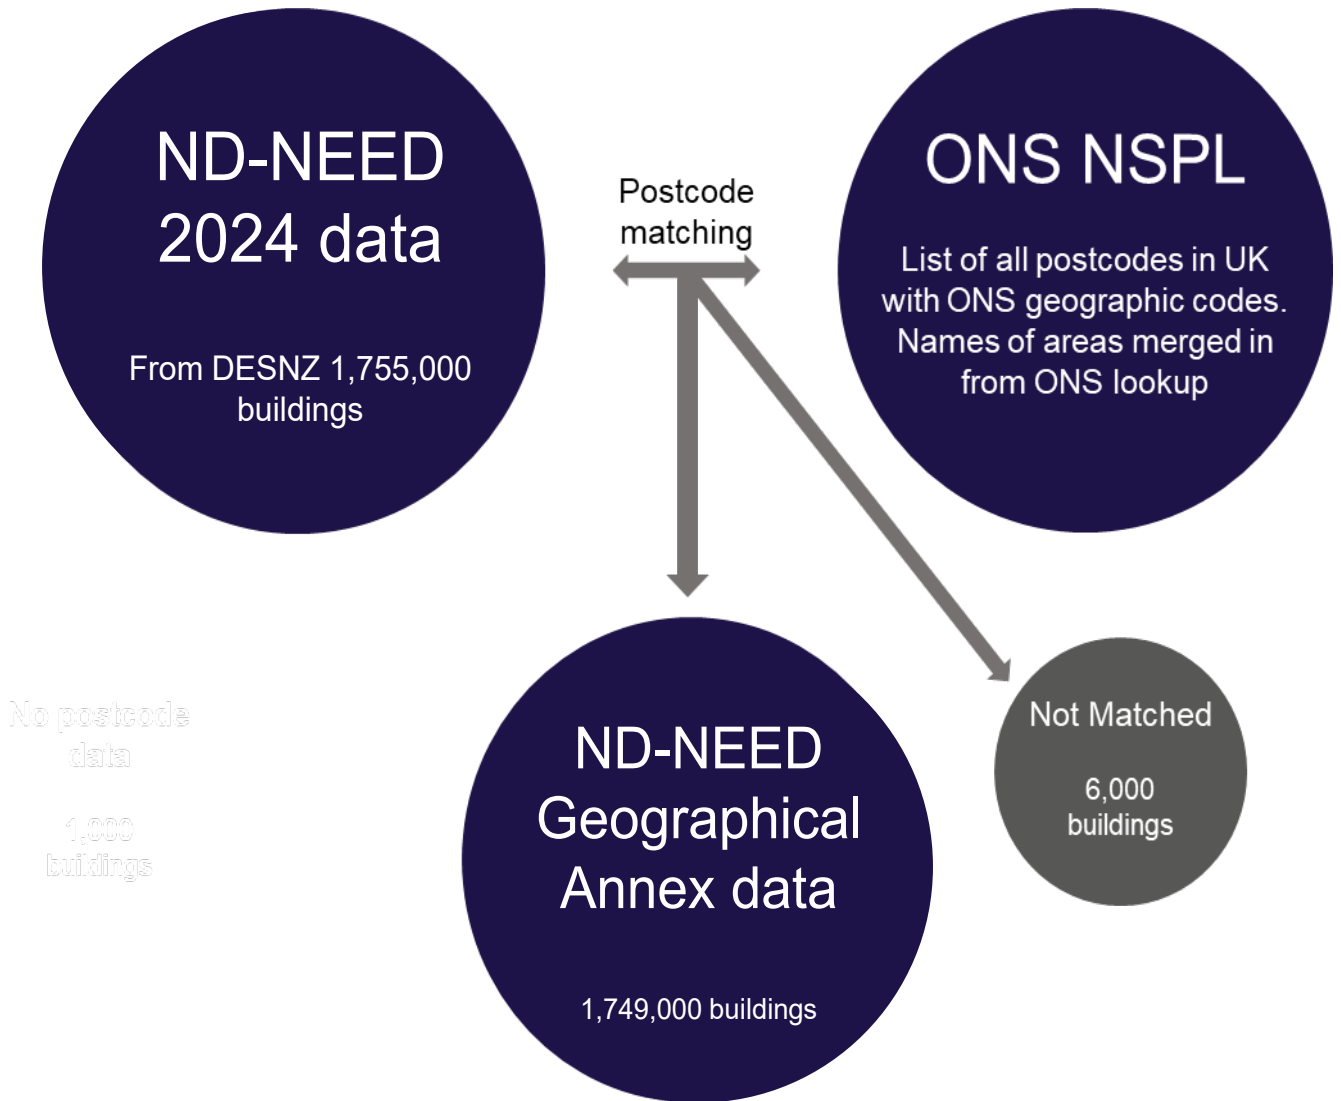 ND-NEED
2024 data
From DESNZ 1,755,000
buildings
Postcode
matching
ONS NSPL
List of all postcodes in UK
with ONS geographic codes.
Names of areas merged in
from ONS lookup
No postcode
data
1,000
buildings
ND-NEED
Geographical
Annex data
1,749,000 buildings
Not Matched
6,000
buildings